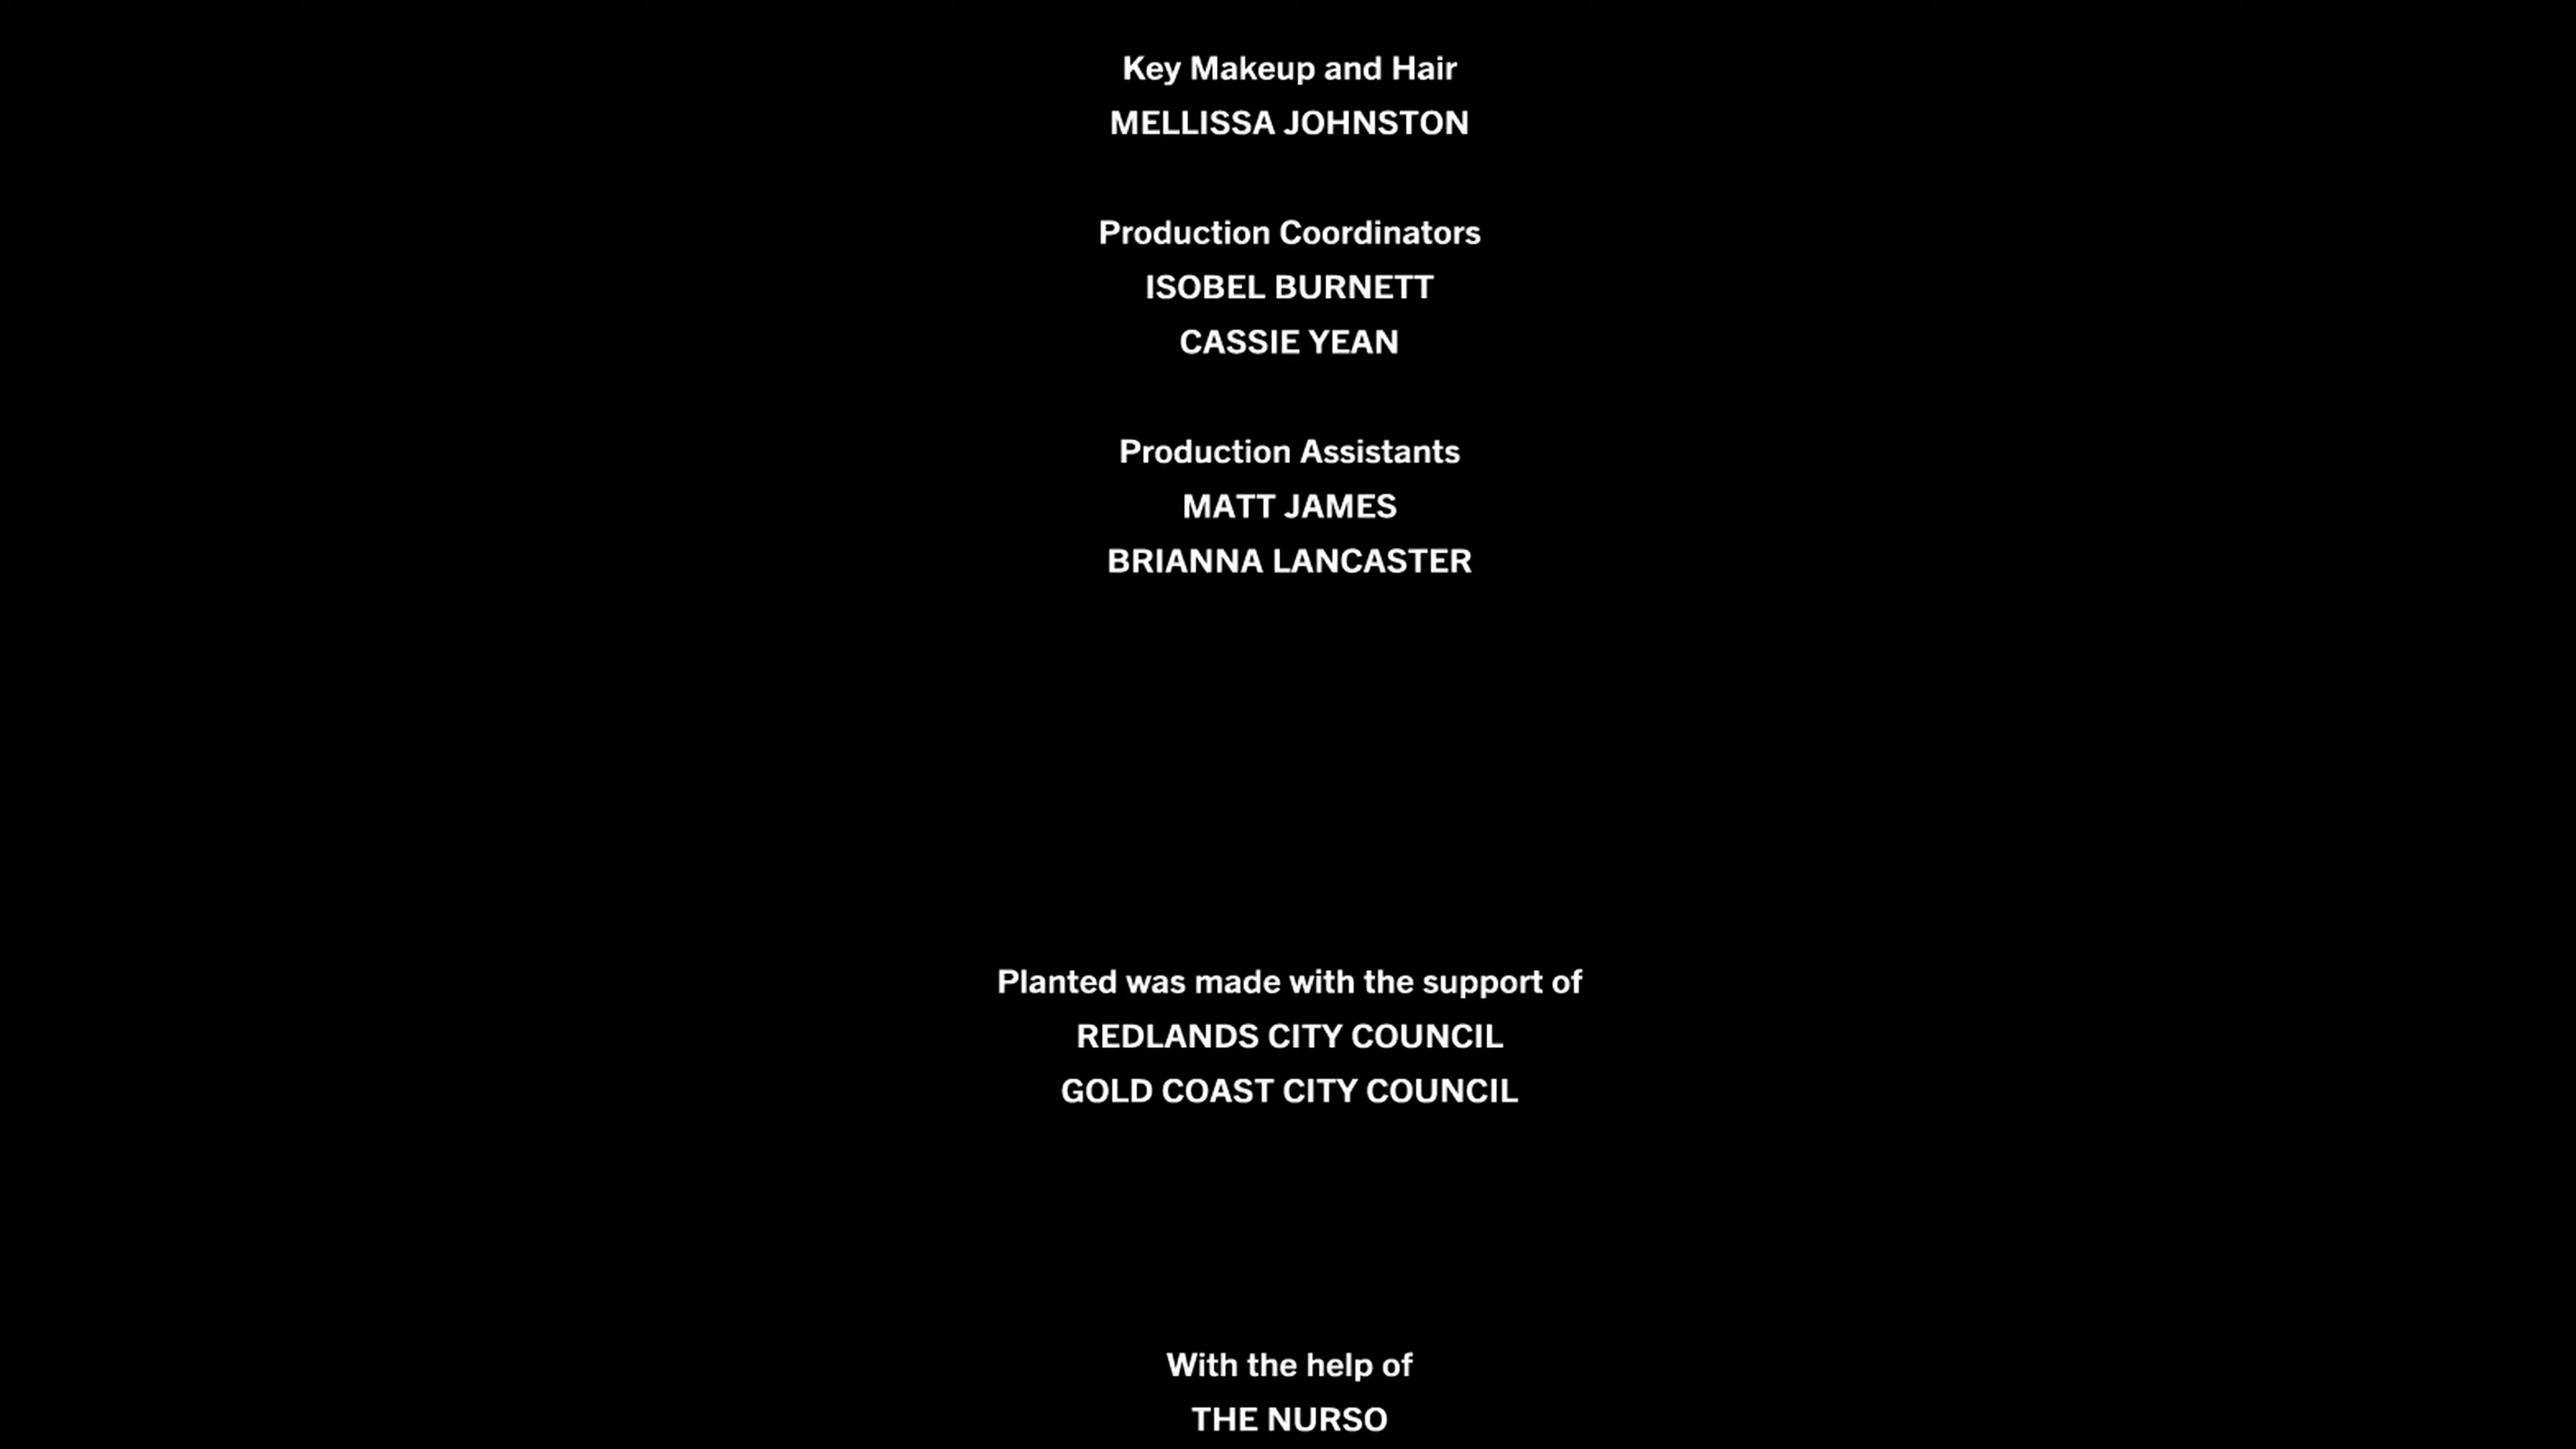 Key Makeup and Hair
MELLISSA JOHNSTON
Production Coordinators
ISOBEL BURNETT
CASSIE YEAN
Production Assistants
MATT JAMES
BRIANNA LANCASTER
Planted was made with the support of
REDLANDS CITY COUNCIL
GOLD COAST CITY COUNCIL
With the help of
THE NURSO